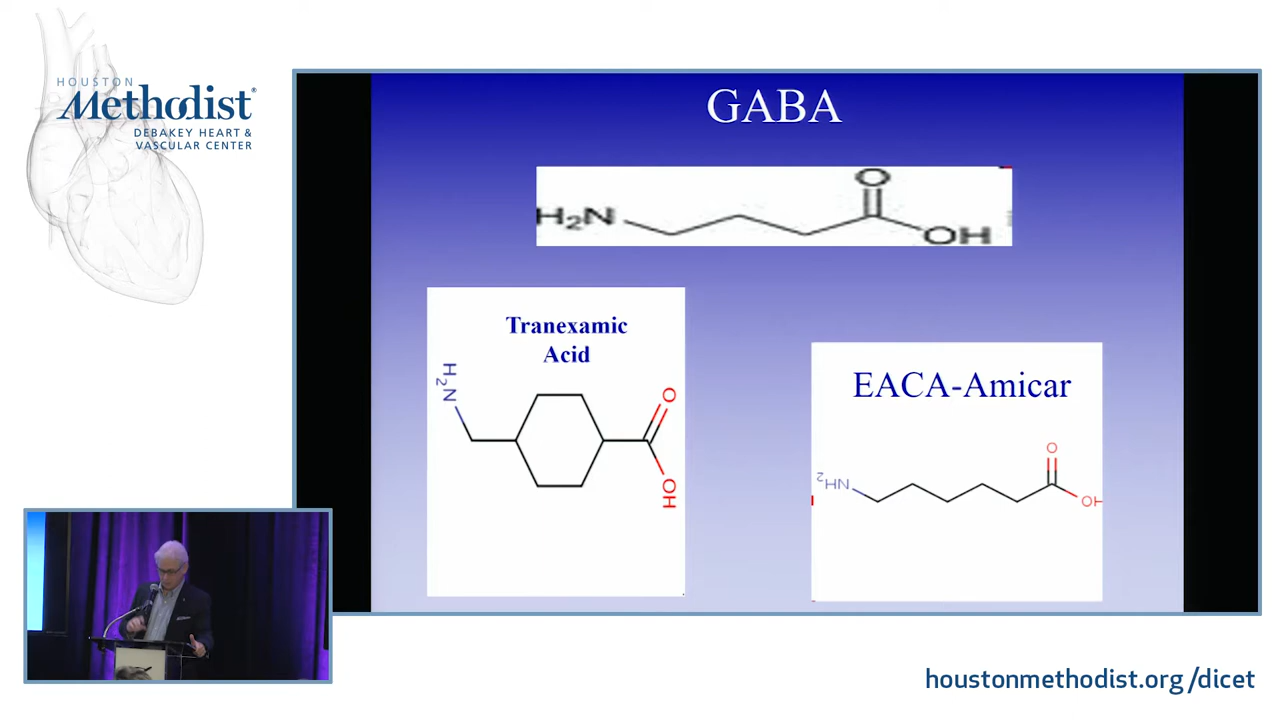 HOUSTON
Methodist®
DEBAKEY HEART &
VASCULAR CENTER
GABA
H2N
O
OH
Tranexamic
Acid
H2N
O
OH
EACA-Amicar
2HN
O
OH
houstonmethodist.org/dicet